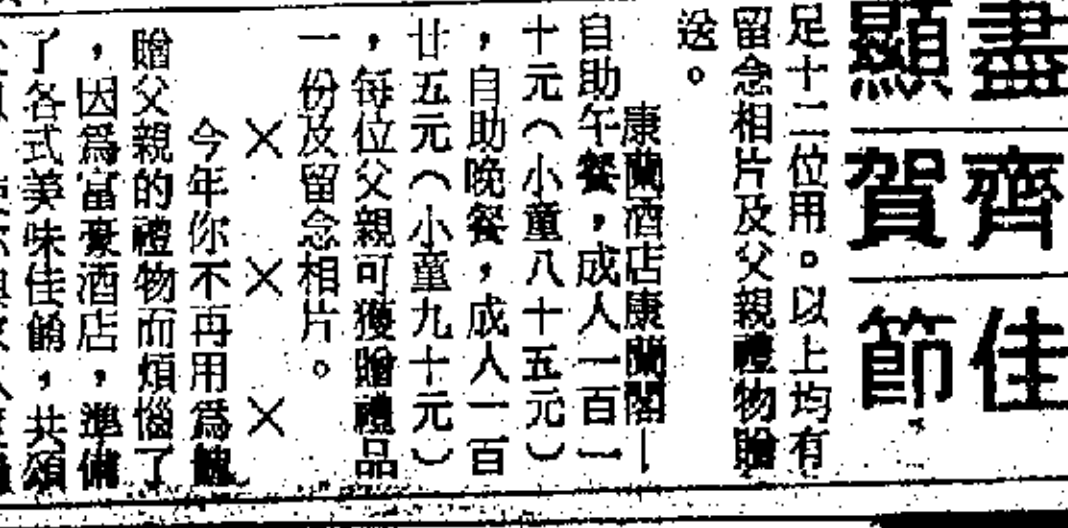 盡齊佳
顯賀節
足十二位用。以上均有
留念相片及父親禮物贈
送。
康蘭酒店康蘭閣—
自助午餐，成人一百一
十元（小童八十五元）
，自助晚餐，成人一百
廿五元（小童九十元）
，每位父親可獲贈禮品
一份及留念相片。
×××
今年你不再用爲餽
贈父親的禮物而煩惱了
，因爲富豪酒店，準備
了各式美味佳餚，共頌